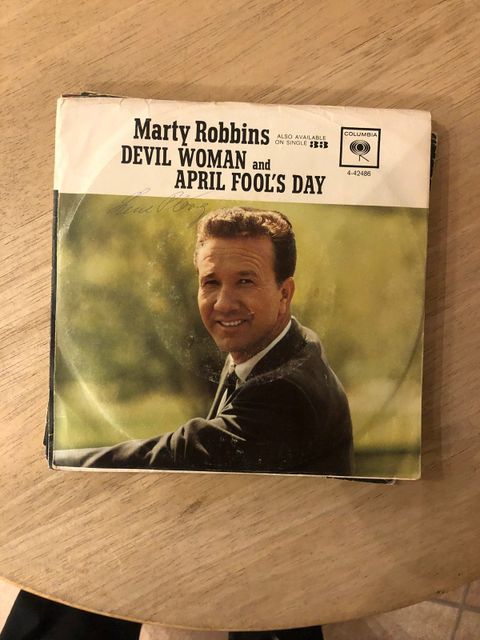 Marty Robbins
ALSO AVAILABLE
ON SINGLE 33
DEVIL WOMAN and
APRIL FOOL'S DAY
COLUMBIA
4-42486